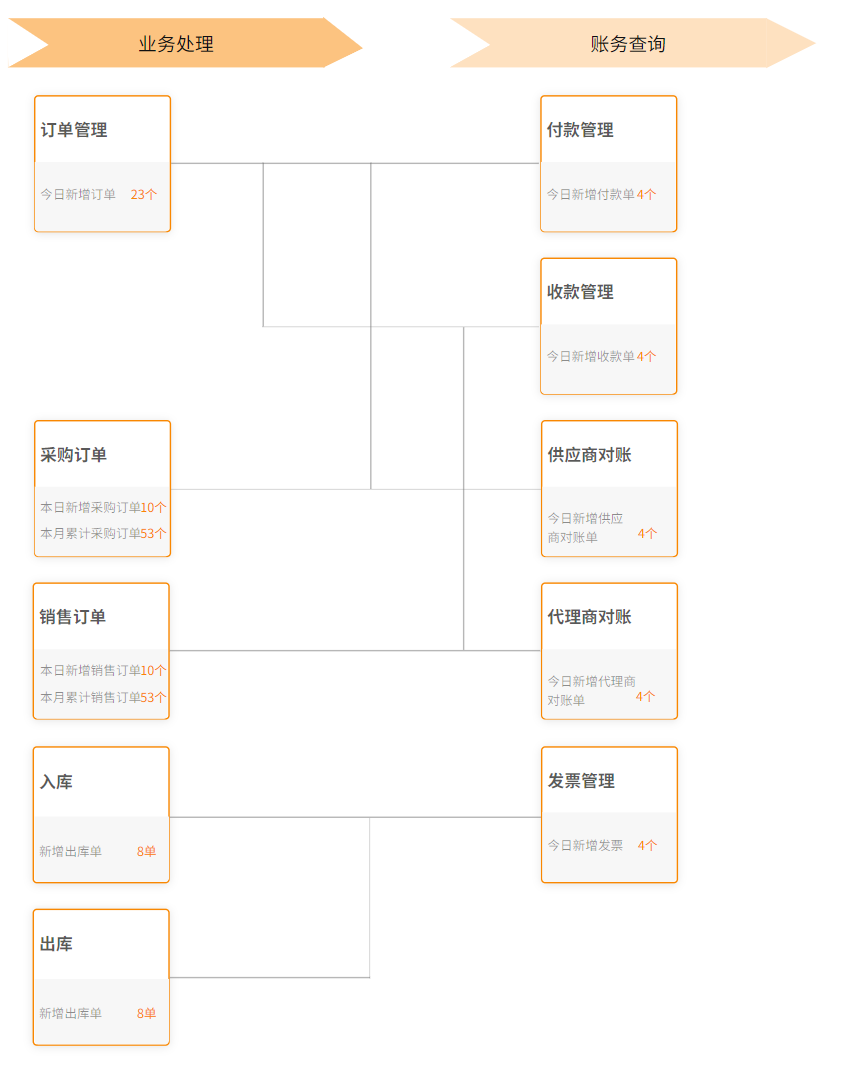 业务处理
账务查询
订单管理
今日新增订单 23个
付款管理
今日新增付款单4个
收款管理
今日新增收款单4个
采购订单
本日新增采购订单10个
本月累计采购订单53个
供应商对账
今日新增供应
商对账单 4个
销售订单
本日新增销售订单10个
本月累计销售订单53个
代理商对账
今日新增代理商
对账单 4个
入库
新增出库单 8单
发票管理
今日新增发票 4个
出库
新增出库单 8单